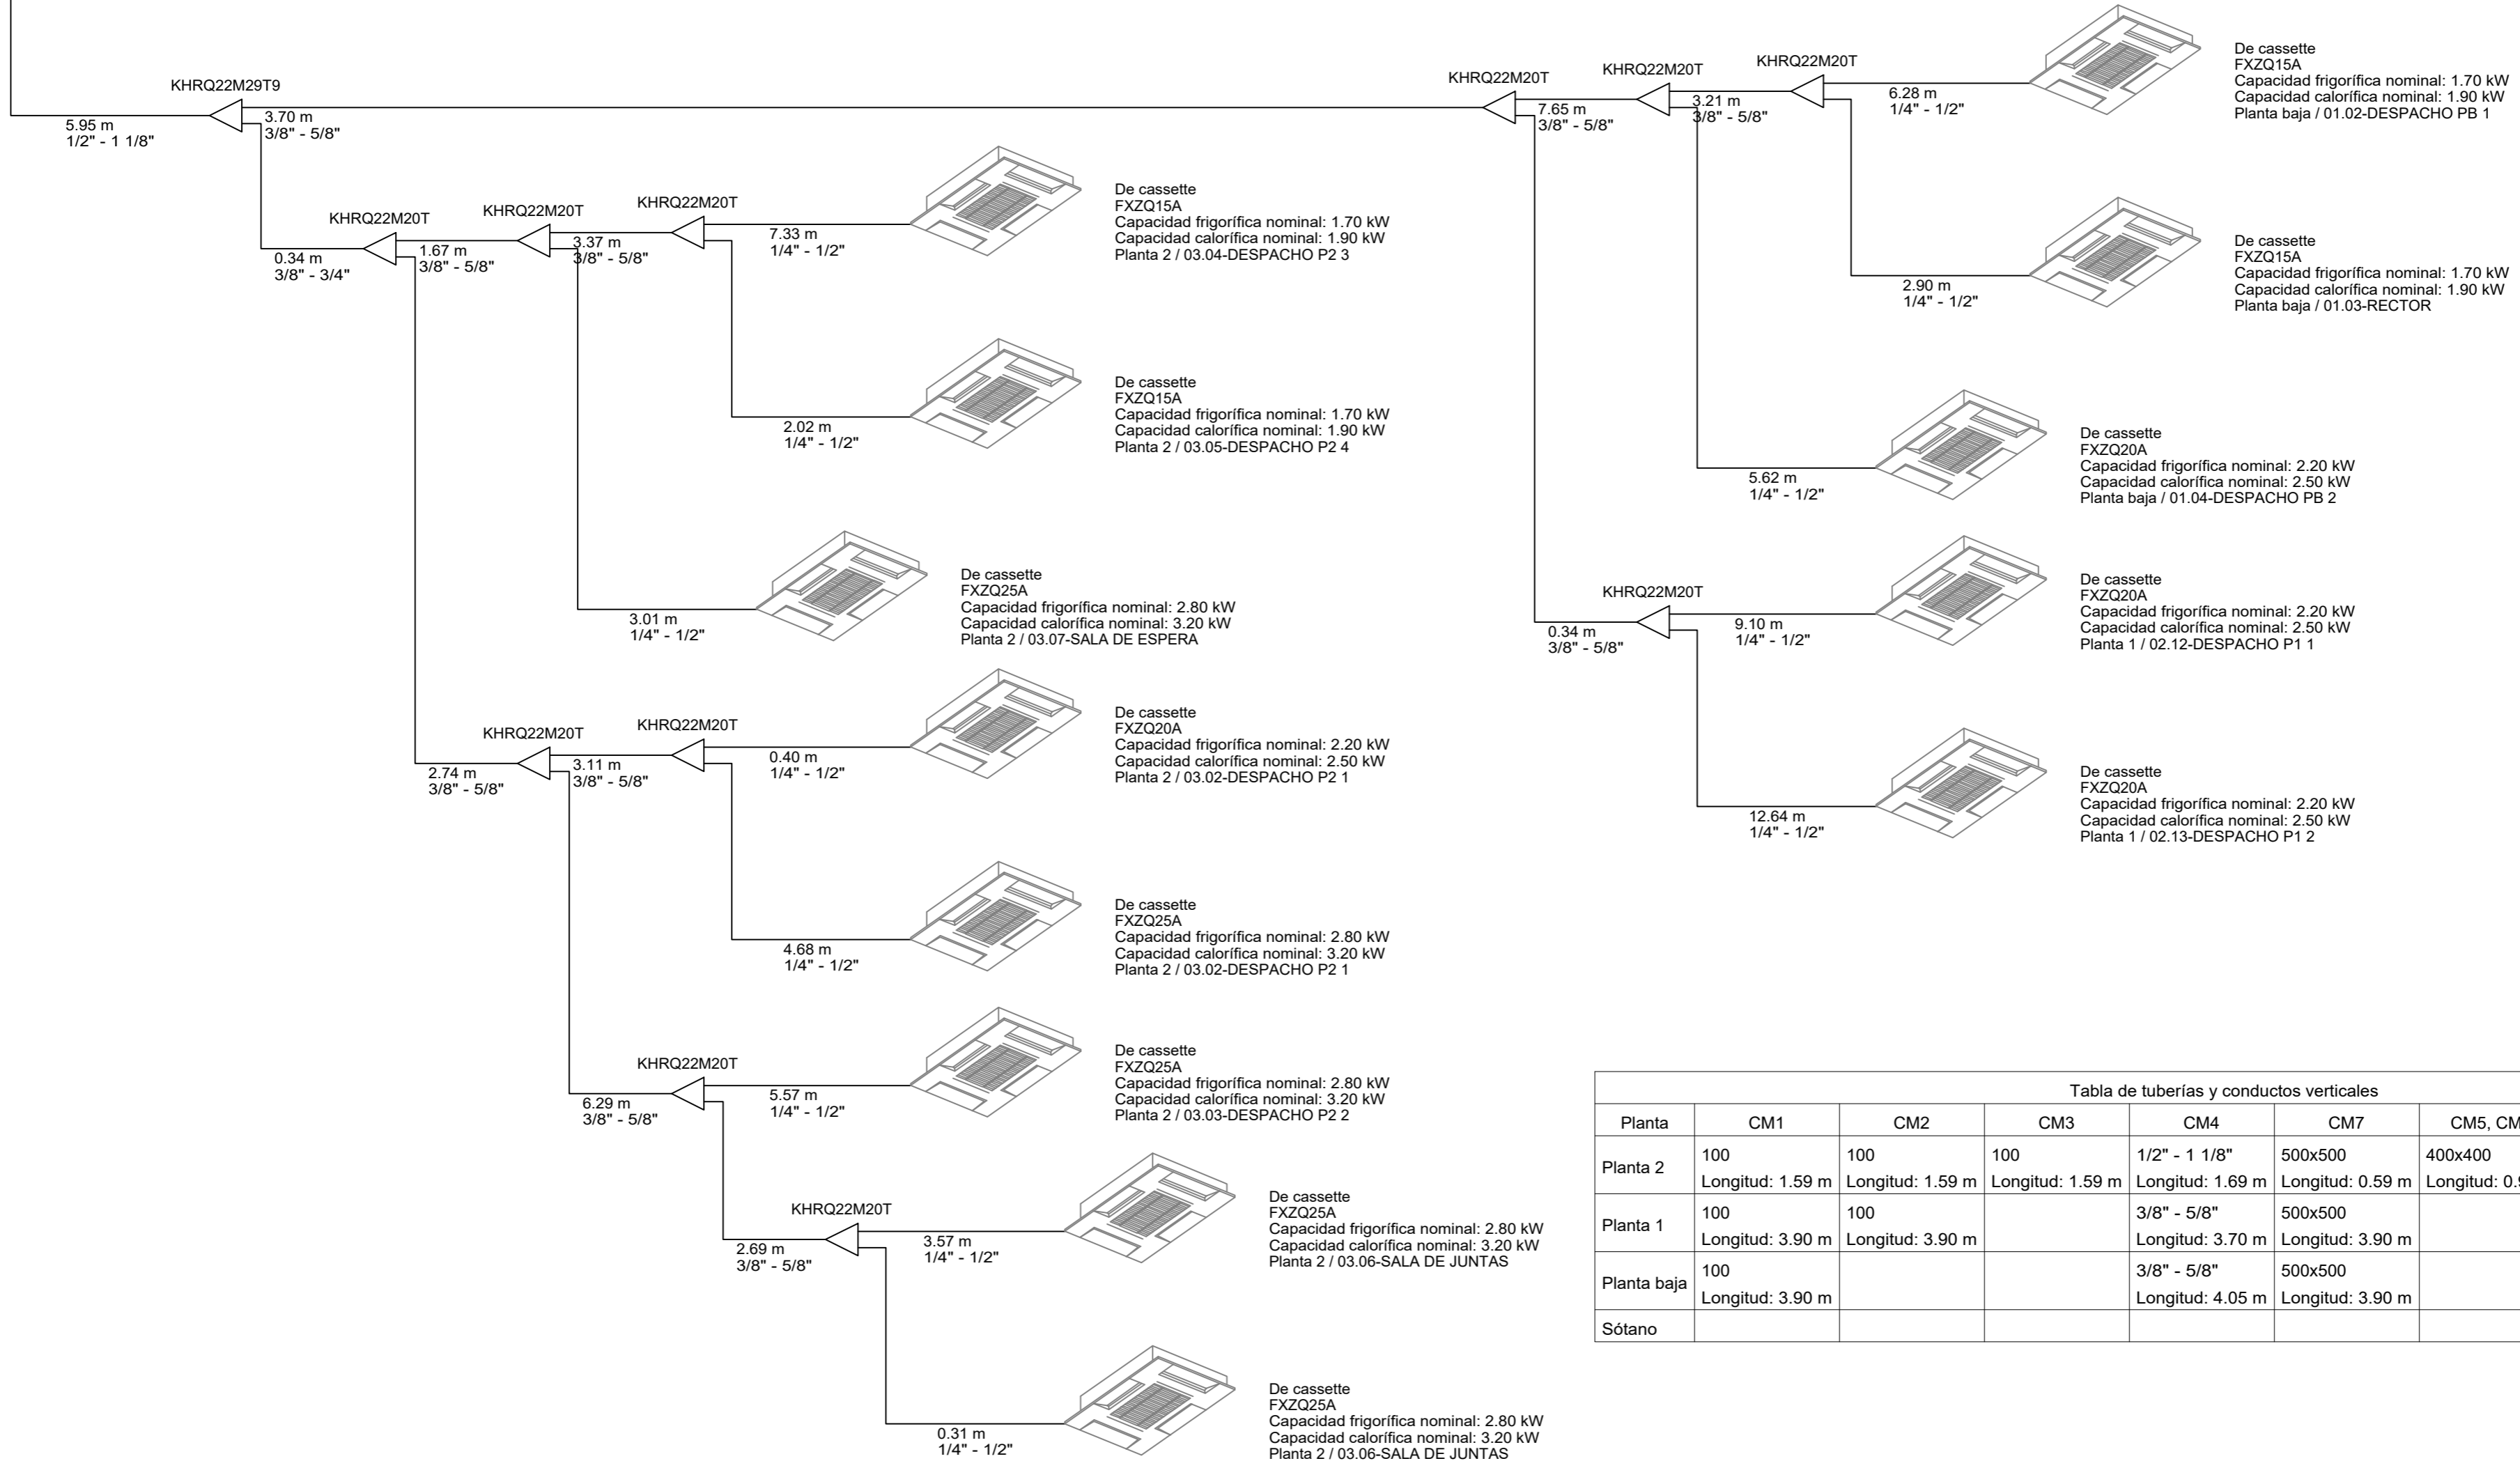 KHRQ22M29T9
5.95 m
1/2" - 1 1/8"
3.70 m
3/8" - 5/8"
KHRQ22M20T
7.65 m
3/8" - 5/8"
KHRQ22M20T
3.21 m
3/8" - 5/8"
KHRQ22M20T
6.28 m
1/4" - 1/2"
De cassette
FXZQ15A
Capacidad frigorífica nominal: 1.70 kW
Capacidad calorífica nominal: 1.90 kW
Planta baja / 01.02-DESPACHO PB 1
2.90 m
1/4" - 1/2"
De cassette
FXZQ15A
Capacidad frigorífica nominal: 1.70 kW
Capacidad calorífica nominal: 1.90 kW
Planta baja / 01.03-RECTOR
5.62 m
1/4" - 1/2"
De cassette
FXZQ20A
Capacidad frigorífica nominal: 2.20 kW
Capacidad calorífica nominal: 2.50 kW
Planta baja / 01.04-DESPACHO PB 2
KHRQ22M20T
0.34 m
3/8" - 5/8"
9.10 m
1/4" - 1/2"
De cassette
FXZQ20A
Capacidad frigorífica nominal: 2.20 kW
Capacidad calorífica nominal: 2.50 kW
Planta 1 / 02.12-DESPACHO P1 1
12.64 m
1/4" - 1/2"
De cassette
FXZQ20A
Capacidad frigorífica nominal: 2.20 kW
Capacidad calorífica nominal: 2.50 kW
Planta 1 / 02.13-DESPACHO P1 2
KHRQ22M20T
0.34 m
3/8" - 3/4"
KHRQ22M20T
1.67 m
3/8" - 5/8"
KHRQ22M20T
3.37 m
3/8" - 5/8"
7.33 m
1/4" - 1/2"
De cassette
FXZQ15A
Capacidad frigorífica nominal: 1.70 kW
Capacidad calorífica nominal: 1.90 kW
Planta 2 / 03.04-DESPACHO P2 3
2.02 m
1/4" - 1/2"
De cassette
FXZQ15A
Capacidad frigorífica nominal: 1.70 kW
Capacidad calorífica nominal: 1.90 kW
Planta 2 / 03.05-DESPACHO P2 4
3.01 m
1/4" - 1/2"
De cassette
FXZQ25A
Capacidad frigorífica nominal: 2.80 kW
Capacidad calorífica nominal: 3.20 kW
Planta 2 / 03.07-SALA DE ESPERA
KHRQ22M20T
2.74 m
3/8" - 5/8"
KHRQ22M20T
3.11 m
3/8" - 5/8"
0.40 m
1/4" - 1/2"
De cassette
FXZQ20A
Capacidad frigorífica nominal: 2.20 kW
Capacidad calorífica nominal: 2.50 kW
Planta 2 / 03.02-DESPACHO P2 1
4.68 m
1/4" - 1/2"
De cassette
FXZQ25A
Capacidad frigorífica nominal: 2.80 kW
Capacidad calorífica nominal: 3.20 kW
Planta 2 / 03.02-DESPACHO P2 1
KHRQ22M20T
6.29 m
3/8" - 5/8"
5.57 m
1/4" - 1/2"
De cassette
FXZQ25A
Capacidad frigorífica nominal: 2.80 kW
Capacidad calorífica nominal: 3.20 kW
Planta 2 / 03.03-DESPACHO P2 2
KHRQ22M20T
2.69 m
3/8" - 5/8"
3.57 m
1/4" - 1/2"
De cassette
FXZQ25A
Capacidad frigorífica nominal: 2.80 kW
Capacidad calorífica nominal: 3.20 kW
Planta 2 / 03.06-SALA DE JUNTAS
0.31 m
1/4" - 1/2"
De cassette
FXZQ25A
Capacidad frigorífica nominal: 2.80 kW
Capacidad calorífica nominal: 3.20 kW
Planta 2 / 03.06-SALA DE JUNTAS
Tabla de tuberías y conductos verticales
Planta CM1 CM2 CM3 CM4 CM7 CM5, CM
Planta 2
100 100 100 1/2" - 1 1/8" 500x500 400x400
Longitud: 1.59 m Longitud: 1.59 m Longitud: 1.59 m Longitud: 1.69 m Longitud: 0.59 m Longitud:
Planta 1
100 100 3/8" - 5/8" 500x500
Longitud: 3.90 m Longitud: 3.90 m Longitud: 3.70 m Longitud: 3.90 m
Planta baja
100 3/8" - 5/8" 500x500
Longitud: 3.90 m Longitud: 4.05 m Longitud: 3.90 m
Sótano